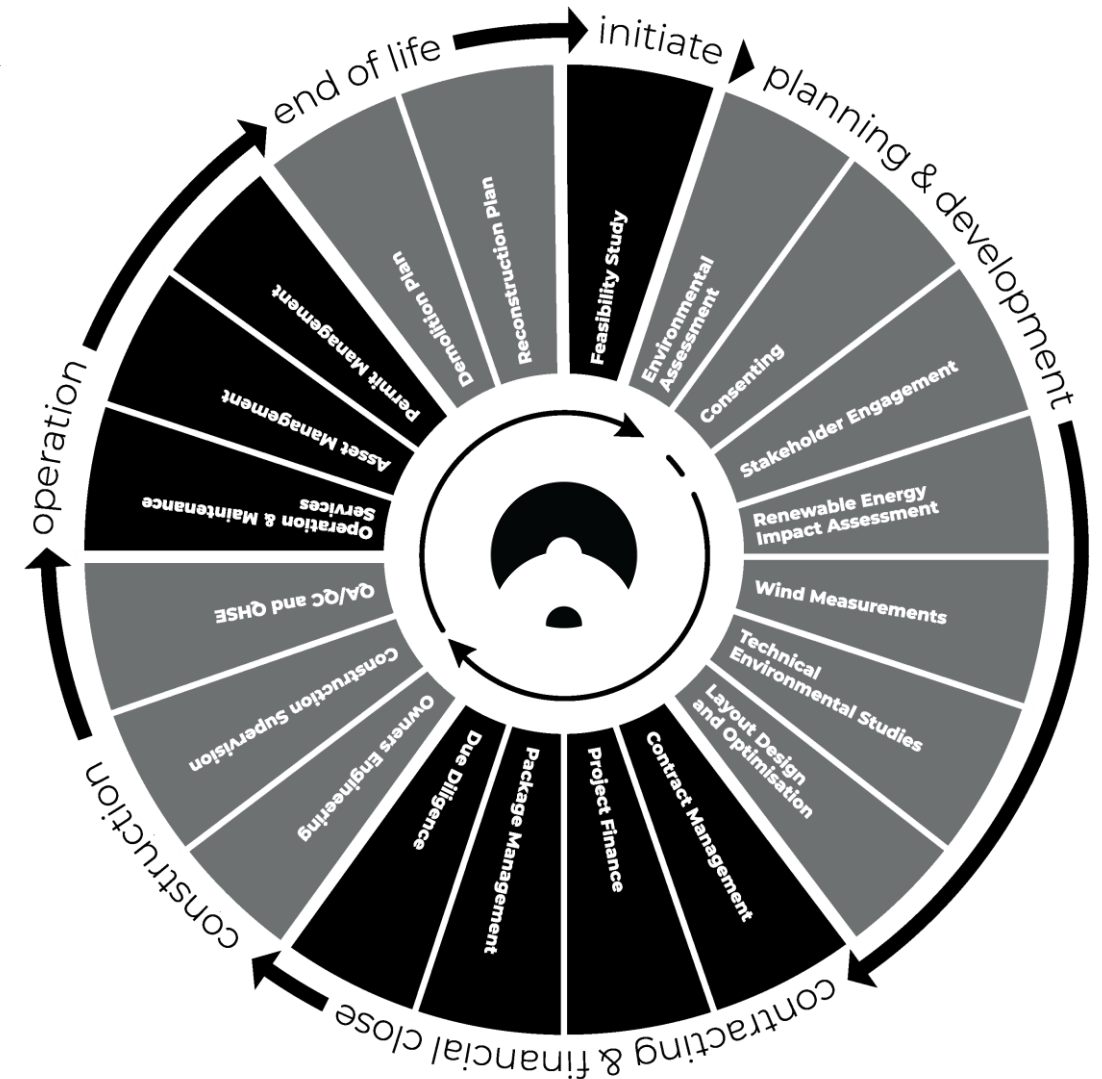 initiate
planning & development
contracting & financial close
construction
operation
end of life
Feasibility Study
Environmental
Assessment
Consenting
Stakeholder Engagement
Renewable Energy
Impact Assessment
Wind Measurements
Technical
Environmental Studies
Layout Design
and Optimisation
Contract Management
Project Finance
Package Management
Due Diligence
Owners Engineering
Construction Supervision
QA/QC and QHSE
Operation & Maintenance
Services
Asset Management
Permit Management
Demolition Plan
Reconstruction Plan